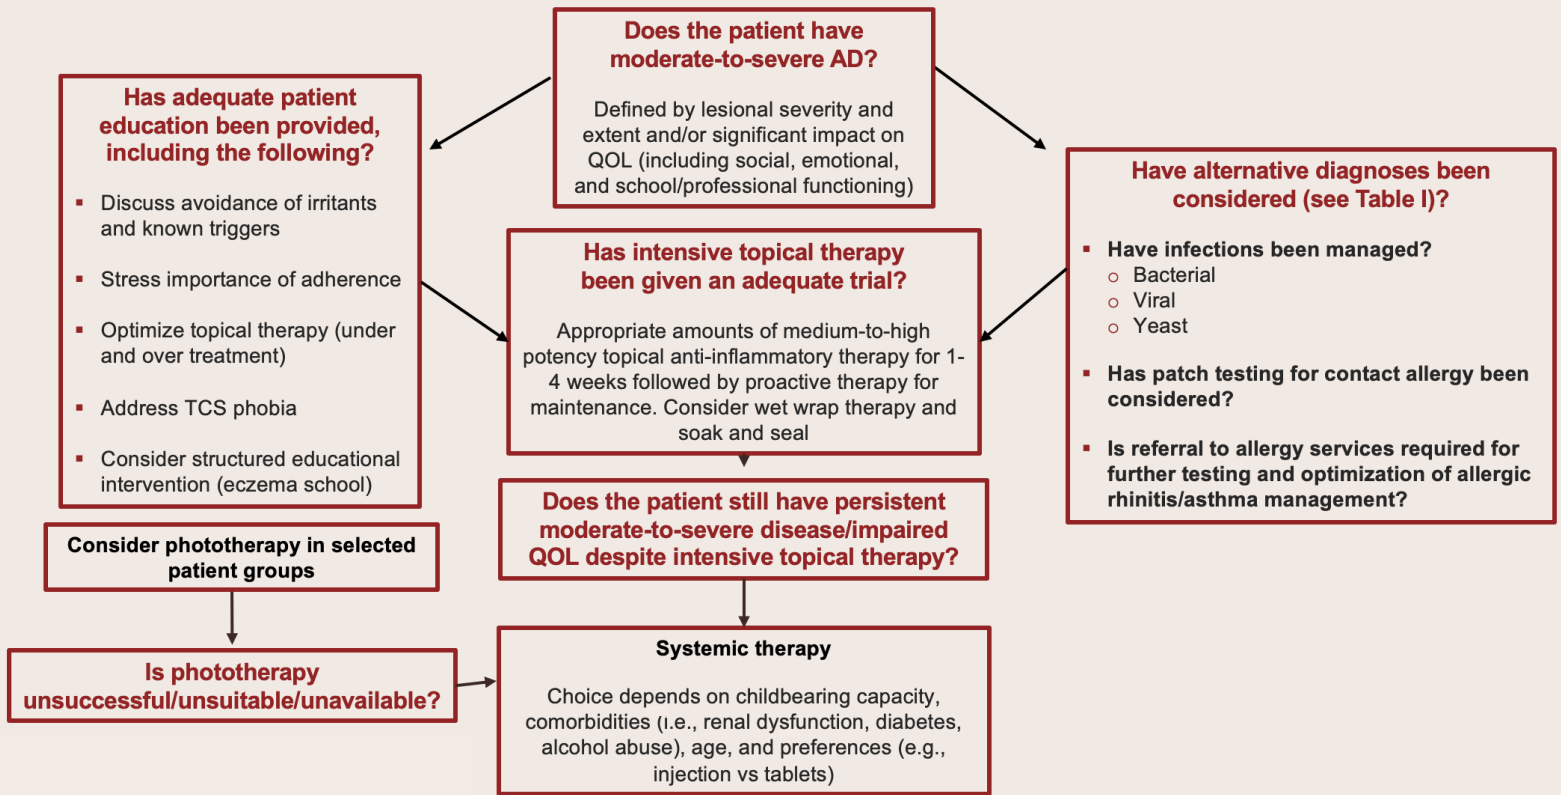 Does the patient have
moderate-to-severe AD?
Defined by lesional severity and
extent and/or significant impact on
QOL (including social, emotional,
and school/professional functioning)
Has adequate patient
education been provided,
including the following?
▪ Discuss avoidance of irritants
and known triggers
▪ Stress importance of adherence
▪ Optimize topical therapy (under
and over treatment)
▪ Address TCS phobia
▪ Consider structured educational
intervention (eczema school)
Have alternative diagnoses been
considered (see Table I)?
▪ Have infections been managed?
o Bacterial
o Viral
o Yeast
▪ Has patch testing for contact allergy been
considered?
▪ Is referral to allergy services required for
further testing and optimization of allergic
rhinitis/asthma management?
Has intensive topical therapy
been given an adequate trial?
Appropriate amounts of medium-to-high
potency topical anti-inflammatory therapy for 1-
4 weeks followed by proactive therapy for
maintenance. Consider wet wrap therapy and
soak and seal
Does the patient still have persistent
moderate-to-severe disease/impaired
QOL despite intensive topical therapy?
Consider phototherapy in selected
patient groups
Is phototherapy
unsuccessful/unsuitable/unavailable?
Systemic therapy
Choice depends on childbearing capacity,
comorbidities (ı.e., renal dysfunction, diabetes,
alcohol abuse), age, and preferences (e.g.,
injection vs tablets)